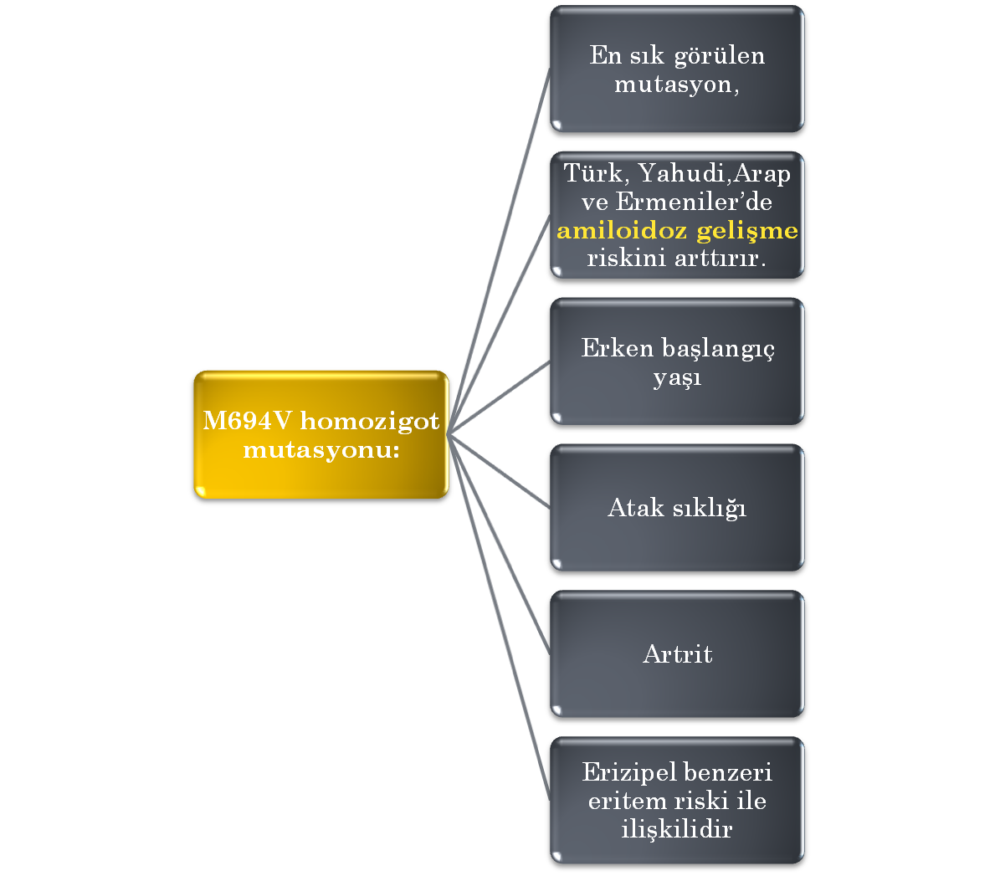 M694V homozigot
mutasyonu:
En sık görülen
mutasyon,
Türk, Yahudi,Arap
ve Ermeniler’de
amiloidoz gelişme
riskini arttırır.
Erken başlangıç
yaşı
Atak sıklığı
Artrit
Erizipel benzeri
eritem riski ile
ilişkilidir